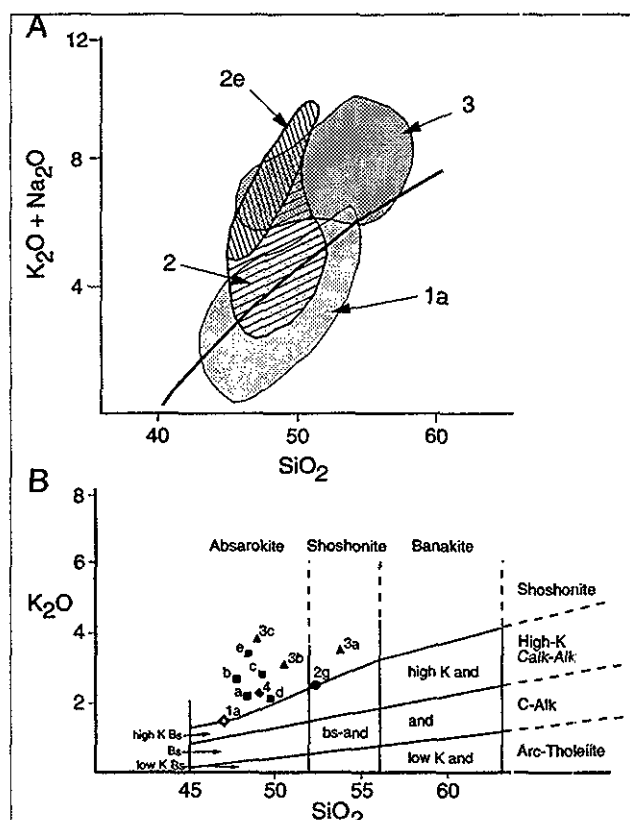 A
12
2e
3
8
K₂O + Na₂O
2
4
1a
40 50 60
SiO₂
B
8
Absarokite Shoshonite Banakite
6
K₂O
Shoshonite
4
3c
3a
e
3b
High-K
Calk-Alk
c
b
4
2g
high K and
2
a
d
1a
C-Alk
high K Bs
bs-and
and
Bs
low K Bs
low K and
Arc-Tholeiite
45 50 55 60
SiO₂